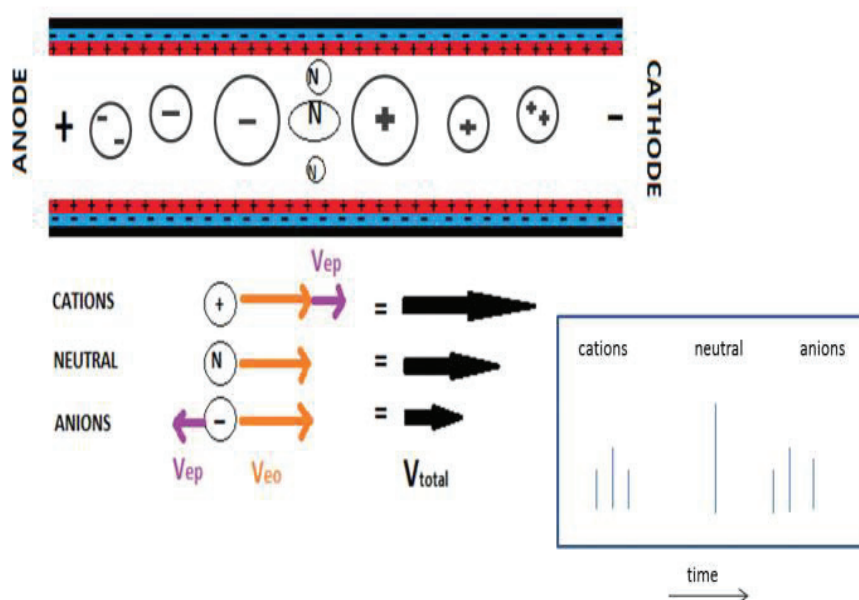 - - - - - - - - - - - - - - - - - - - - - - - - - - - -
+ + + + + + + + + + + + + + + + + + + + + + + + + + + +
ANODE
+
- -
-
-
N
N
N
+
+
+ +
-
CATHODE
+ + + + + + + + + + + + + + + + + + + + + + + + + + + +
- - - - - - - - - - - - - - - - - - - - - - - - - - - -
Vep
CATIONS + =
NEUTRAL N =
ANIONS - =
Vep Veo Vtotal
cations neutral anions
time